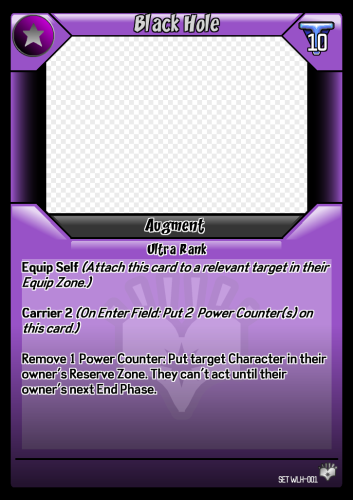 Black Hole
10
Augment
Ultra Rank
Equip Self (Attach this card to a relevant target in their
Equip Zone.)
Carrier 2 (On Enter Field: Put 2 Power Counter(s) on
this card.)
Remove 1 Power Counter: Put target Character in their
owner's Reserve Zone. They can't act until their
owner's next End Phase.
SET WLH-001